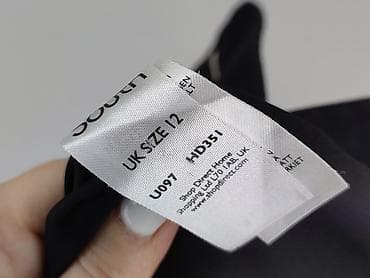 South
UK SIZE 12
U097 HD351
Shop Direct Home
Shopping Ltd L70 1AB, UK
www.shopdirect.com